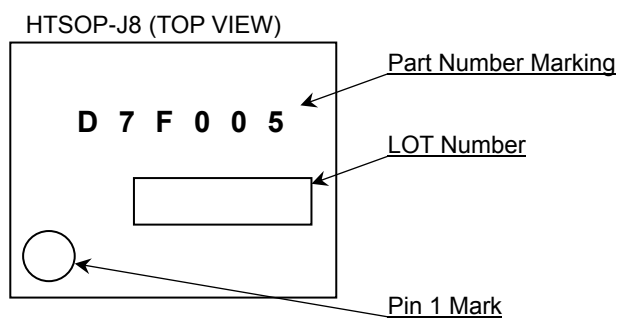 HTSOP-J8 (TOP VIEW)
Part Number Marking
D 7 F 0 0 5
LOT Number
Pin 1 Mark